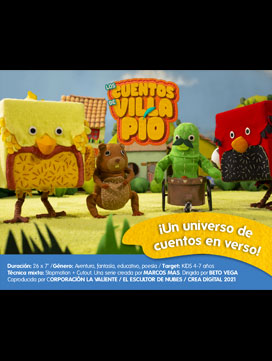 LOS
CUENTOS
DE VILLA
PÍO
¡Un universo de
cuentos en verso!
Duración: 26 x 7' / Género: Aventura, fantasía, educativo, poesía / Target: KIDS 4-7 años
Técnica mixta: Stopmotion + Cutout. Una serie creada por MARCOS MAS. Dirigida por BETO VEGA
Coproducida por CORPORACIÓN LA VALIENTE / EL ESCULTOR DE NUBES / CREA DIGITAL 2021